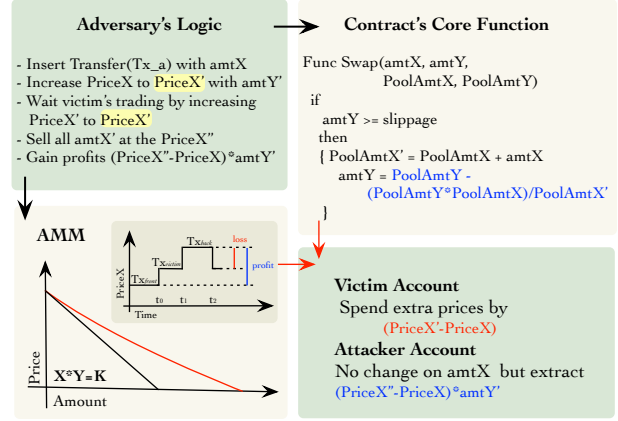 Adversary's Logic
- Insert Transfer(Tx_a) with amtX
- Increase PriceX to PriceX' with amtY'
- Wait victim's trading by increasing
PriceX' to PriceX'
- Sell all amtX' at the PriceX''
- Gain profits (PriceX''-PriceX)*amtY'
Contract's Core Function
Func Swap(amtX, amtY,
PoolAmtX, PoolAmtY)
if
amtY >= slippage
then
{ PoolAmtX' = PoolAmtX + amtX
amtY = PoolAmtY -
(PoolAmtY*PoolAmtX)/PoolAmtX'
}
AMM
Price
X*Y=K
Amount
PriceX
Txfront
Txvictim
Txback
loss
profit
t0 t1 t2
Time
Victim Account
Spend extra prices by
(PriceX'-PriceX)
Attacker Account
No change on amtX but extract
(PriceX''-PriceX)*amtY'